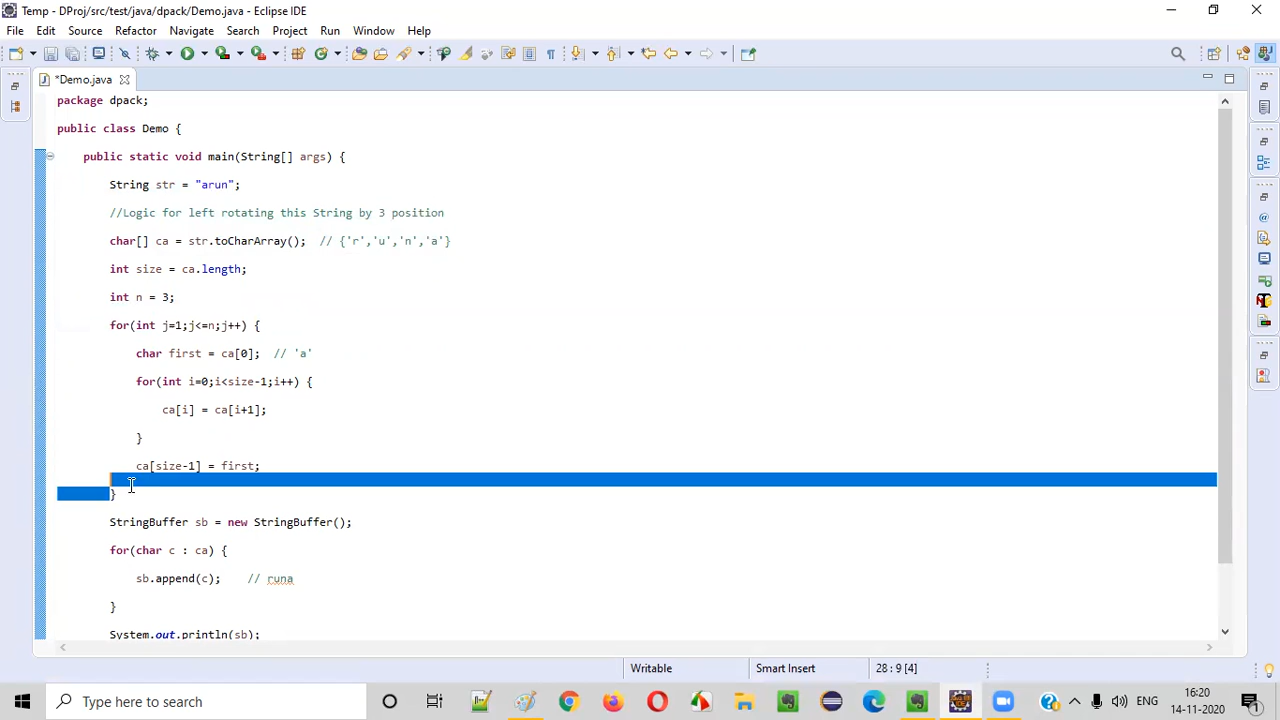 Temp - DProj/src/test/java/dpack/Demo.java - Eclipse IDE
File Edit Source Refactor Navigate Search Project Run Window Help
*Demo.java
package dpack;
public class Demo {
public static void main(String[] args) {
String str = "arun";
//Logic for left rotating this String by 3 position
char[] ca = str.toCharArray(); // {'r','u','n','a'}
int size = ca.length;
int n = 3;
for(int j=1;j<=n;j++) {
char first = ca[0]; // 'a'
for(int i=0;i<size-1;i++) {
ca[i] = ca[i+1];
}
ca[size-1] = first;
}
StringBuffer sb = new StringBuffer();
for(char c : ca) {
sb.append(c); // runa
}
System.out.println(sb);
Writable Smart Insert 28 : 9 [4]
Type here to search
ENG
16:20
14-11-2020